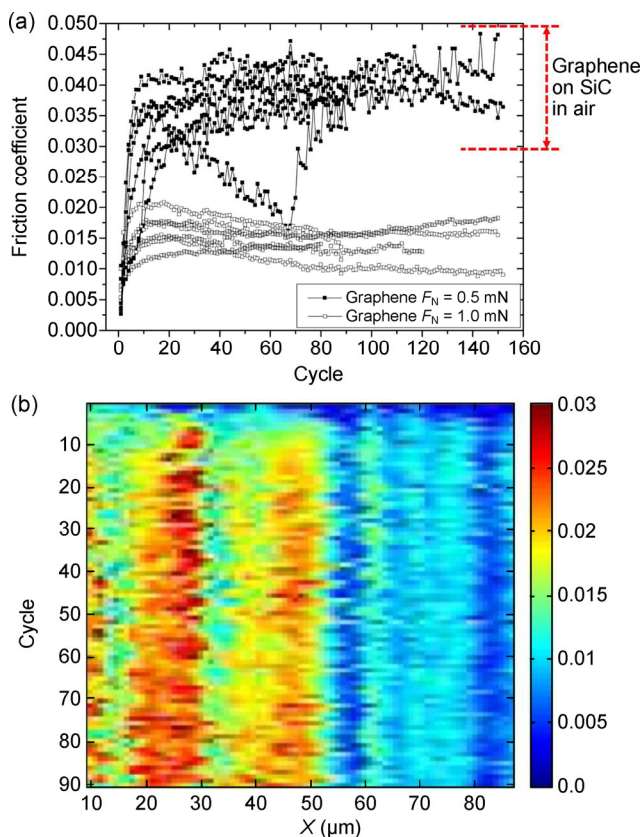 (a)
0.050
0.045
0.040
0.035
0.030
0.025
0.020
0.015
0.010
0.005
0.000
Friction coefficient
0 20 40 60 80 100 120 140 160
Cycle
Graphene F_N = 0.5 mN
Graphene F_N = 1.0 mN
Graphene
on SiC
in air
(b)
10
20
30
40
50
60
70
80
90
Cycle
10 20 30 40 50 60 70 80
X (µm)
0.03
0.025
0.02
0.015
0.01
0.005
0.0